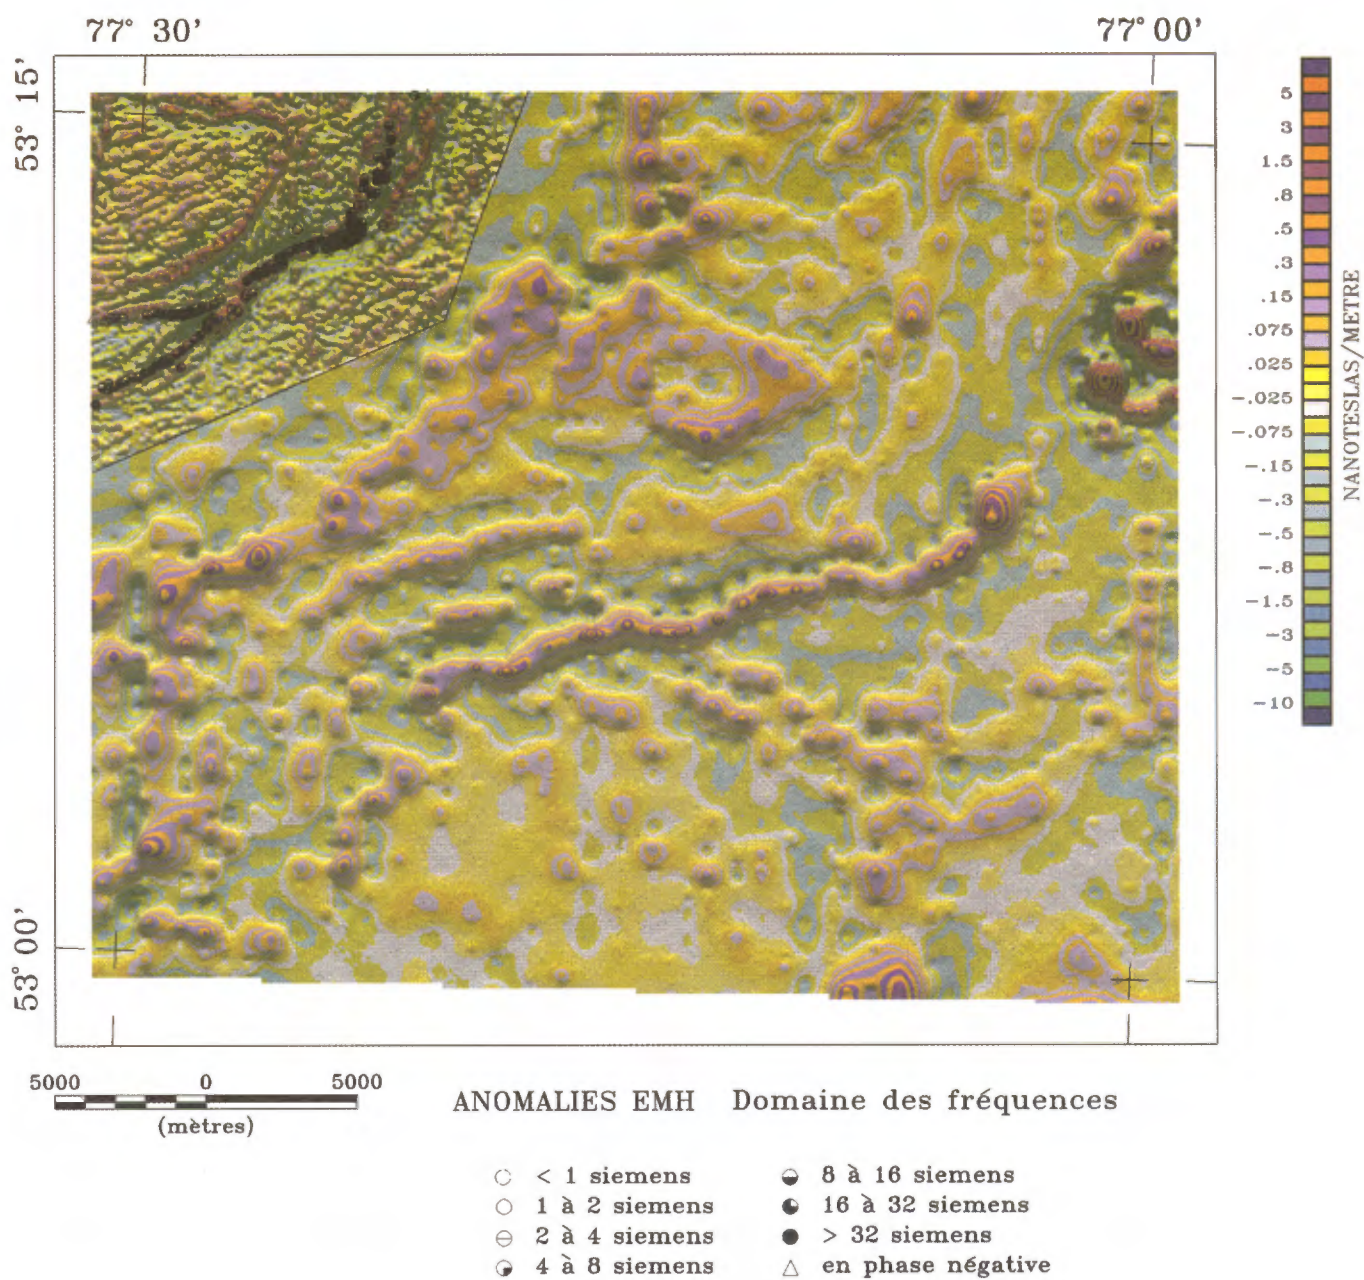 77° 30'
77° 00'
53° 15'
53° 00'
5
3
1.5
.8
.5
.3
.15
.075
.025
-.025
-.075
-.15
-.3
-.5
-.8
-1.5
-3
-5
-10
NANOTESLAS/METRE
5000 0 5000
(mètres)
ANOMALIES EMH Domaine des fréquences
< 1 siemens
1 à 2 siemens
2 à 4 siemens
4 à 8 siemens
8 à 16 siemens
16 à 32 siemens
> 32 siemens
en phase négative